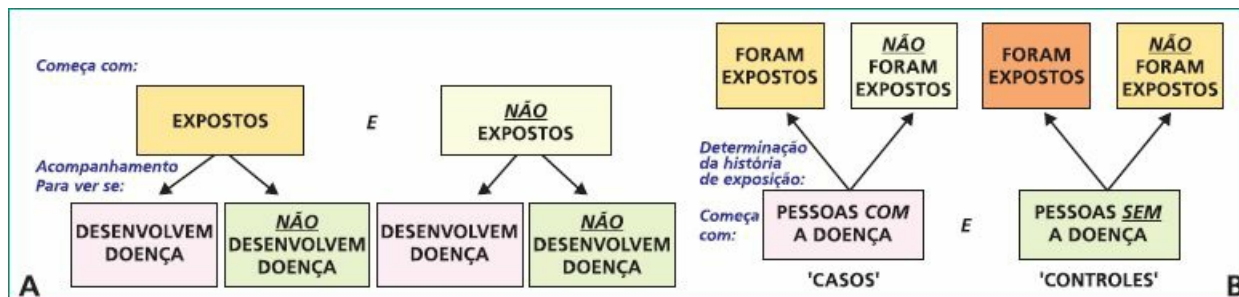 Começa com:
EXPOSTOS
E
NÃO
EXPOSTOS
Acompanhamento
Para ver se:
DESENVOLVEM
DOENÇA
NÃO
DESENVOLVEM
DOENÇA
DESENVOLVEM
DOENÇA
NÃO
DESENVOLVEM
DOENÇA
A
FORAM
EXPOSTOS
NÃO
FORAM
EXPOSTOS
FORAM
EXPOSTOS
NÃO
FORAM
EXPOSTOS
Determinação
da história
de exposição:
Começa
com:
PESSOAS COM
A DOENÇA
E
PESSOAS SEM
A DOENÇA
'CASOS'
'CONTROLES'
B